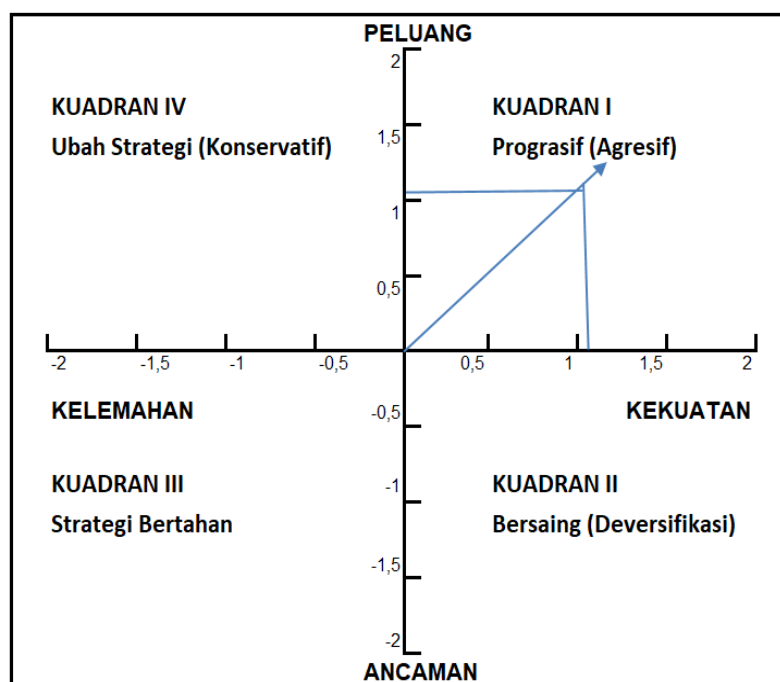 PELUANG
2
KUADRAN IV
Ubah Strategi (Konservatif)
KUADRAN I
Prograsif (Agresif)
1,5
1
0,5
-2
-1,5
-1
-0,5
0,5
1
1,5
2
KELEMAHAN
-0,5
KEKUATAN
KUADRAN III
Strategi Bertahan
-1
KUADRAN II
Bersaing (Deversifikasi)
-1,5
-2
ANCAMAN